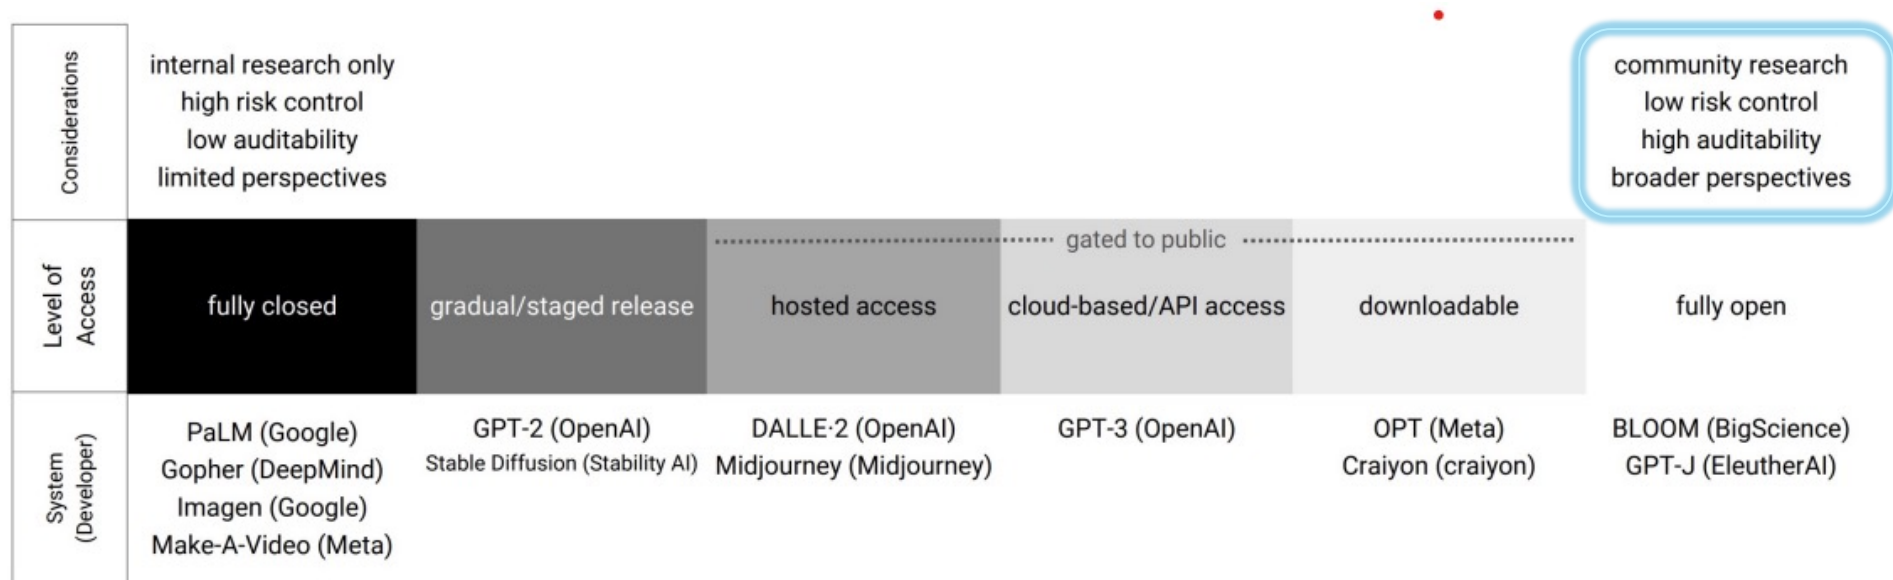 Considerations
internal research only
high risk control
low auditability
limited perspectives
community research
low risk control
high auditability
broader perspectives
Level of
Access
fully closed
gradual/staged release
gated to public
hosted access
cloud-based/API access
downloadable
fully open
System
(Developer)
PaLM (Google)
Gopher (DeepMind)
Imagen (Google)
Make-A-Video (Meta)
GPT-2 (OpenAI)
Stable Diffusion (Stability AI)
DALLE·2 (OpenAI)
Midjourney (Midjourney)
GPT-3 (OpenAI)
OPT (Meta)
Craiyon (craiyon)
BLOOM (BigScience)
GPT-J (EleutherAI)